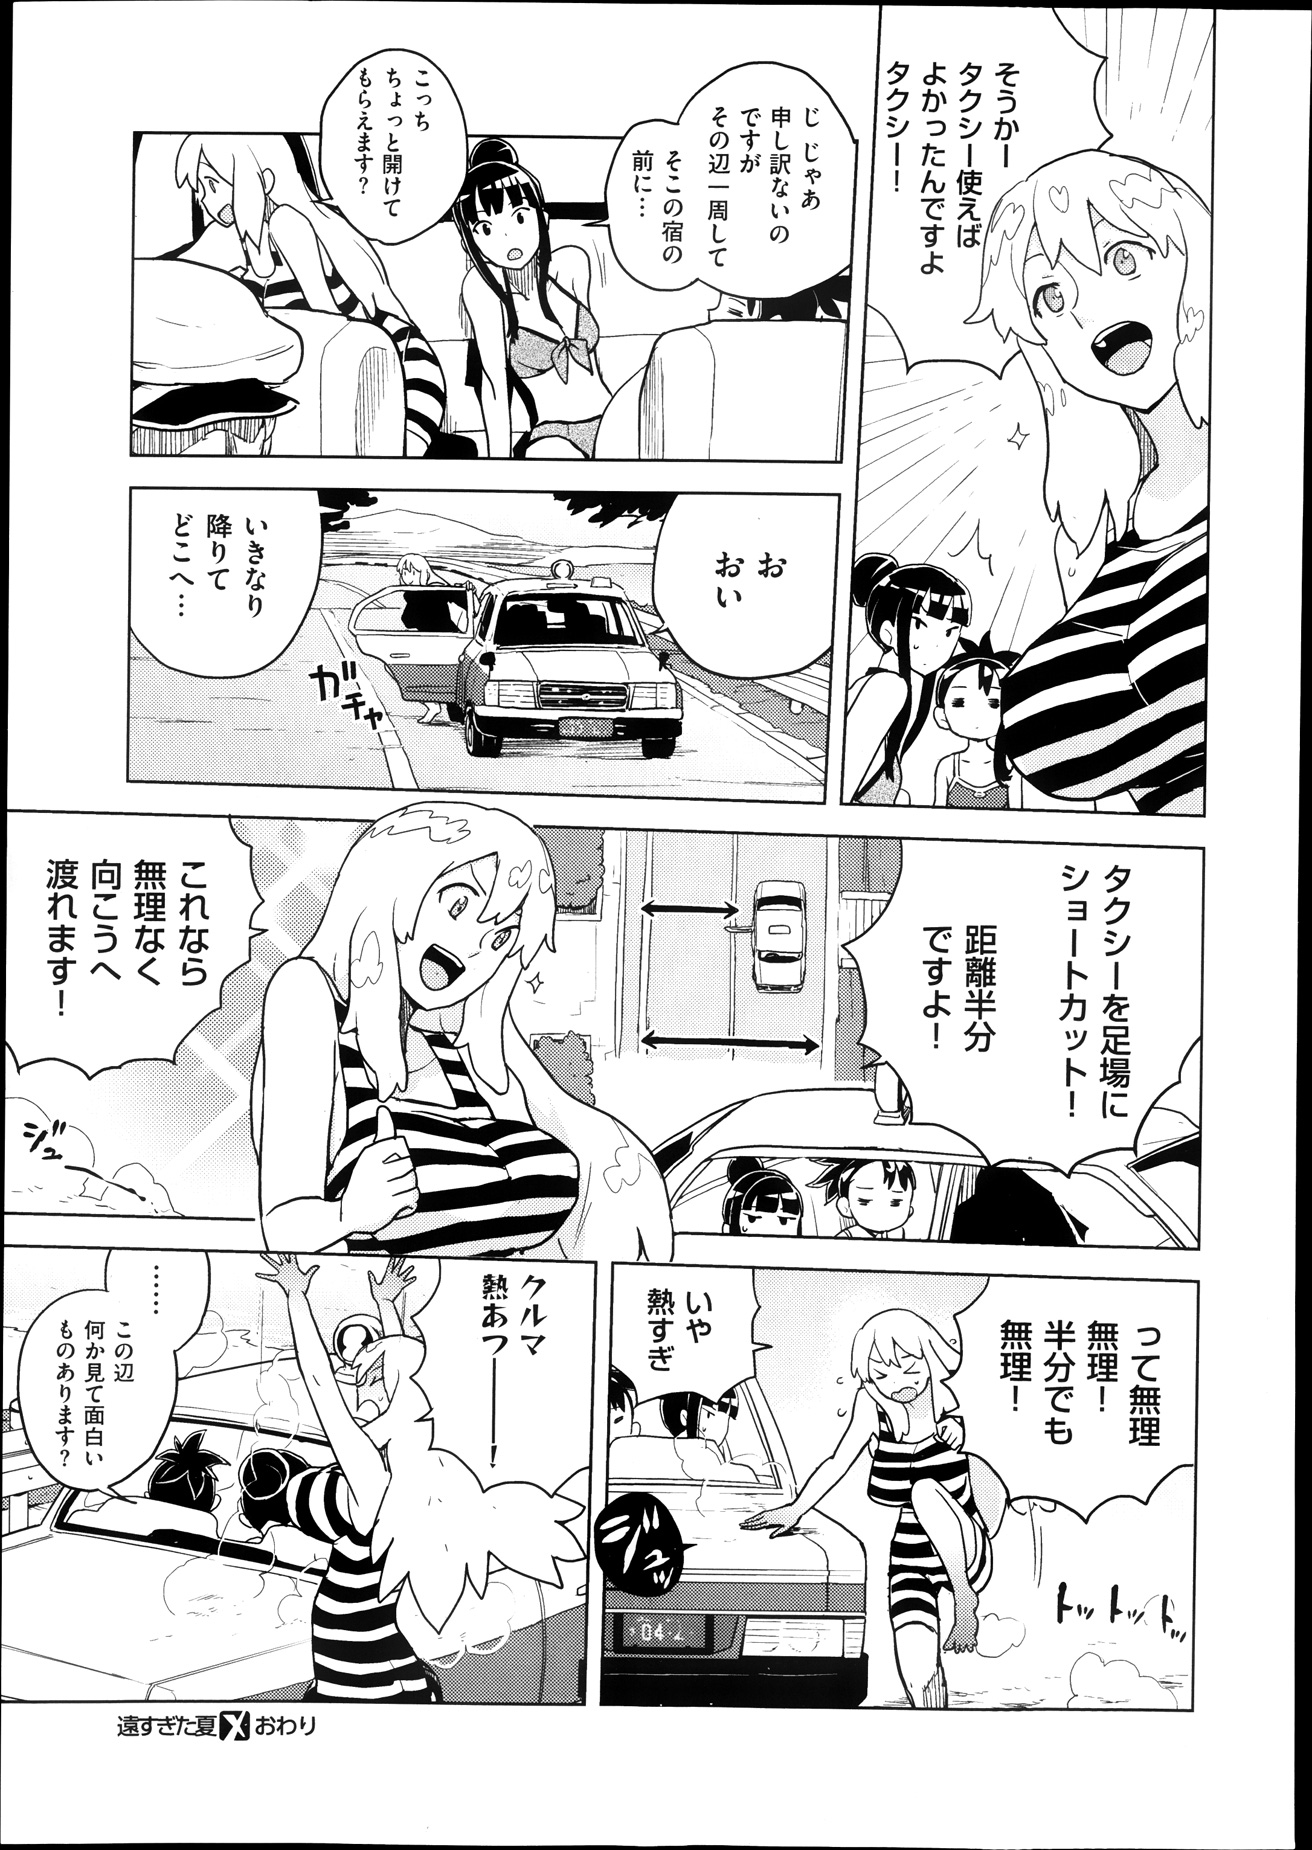 そうかー
タクシー使えば
よかったんですよ
タクシー！
じ じゃあ
申し訳ないの
ですが
その辺一周して
そこの宿の
前に…
こっち
ちょっと開けて
もらえます？
お
おい
いきなり
降りて
どこへ…
ガチャ
タクシーを足場に
ショートカット！
距離半分
ですよ！
これなら
無理なく
向こうへ
渡れます！
ジュー
って無理
無理！
半分でも
無理！
トットットッ
いや
熱すぎ
ジュッ
04-2
クルマ
熱あつーー！
……
この辺
何か見て面白い
ものあります？
遠すぎた夏X おわり